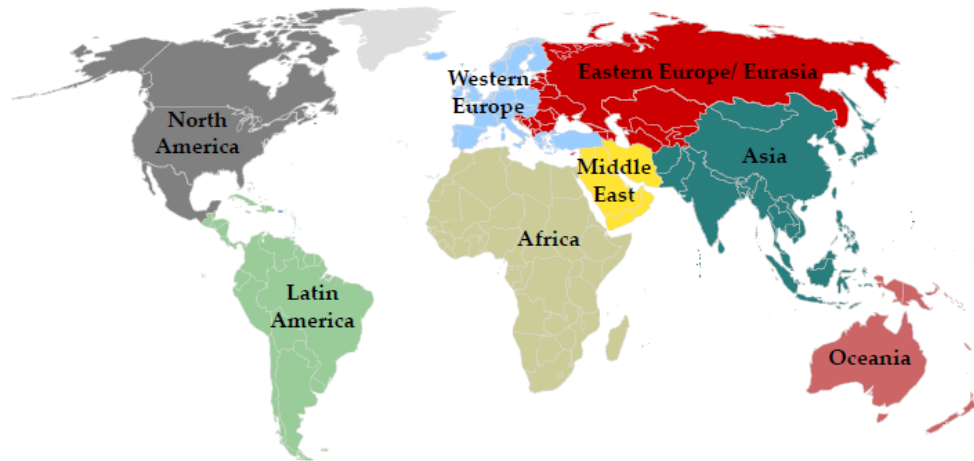 Western
Europe
Eastern Europe/ Eurasia
North
America
Asia
Middle
East
Africa
Latin
America
Oceania